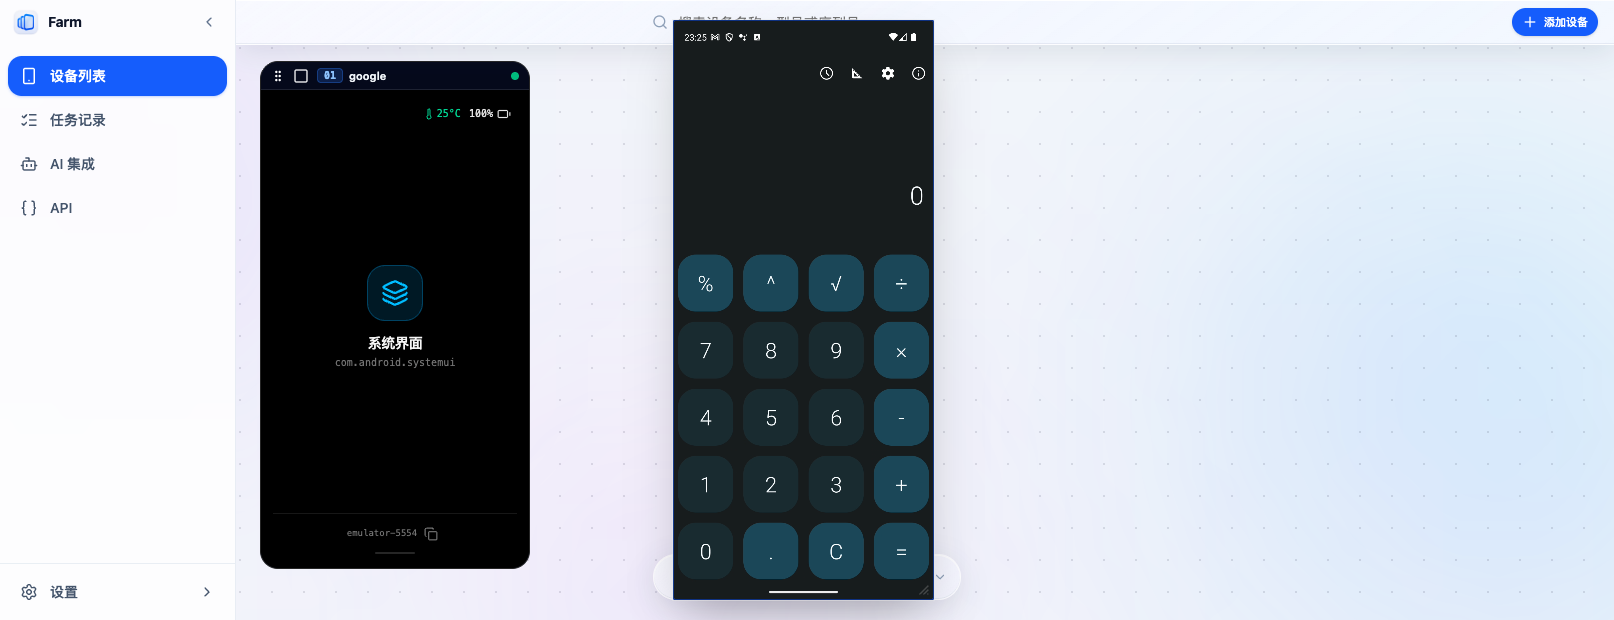 Farm
设备列表
任务记录
AI 集成
API
设置
添加设备
01 google
25°C 100%
系统界面
com.android.systemui
emulator-5554
23:25
0
% ^ √ ÷
7 8 9 ×
4 5 6 -
1 2 3 +
0 . C =